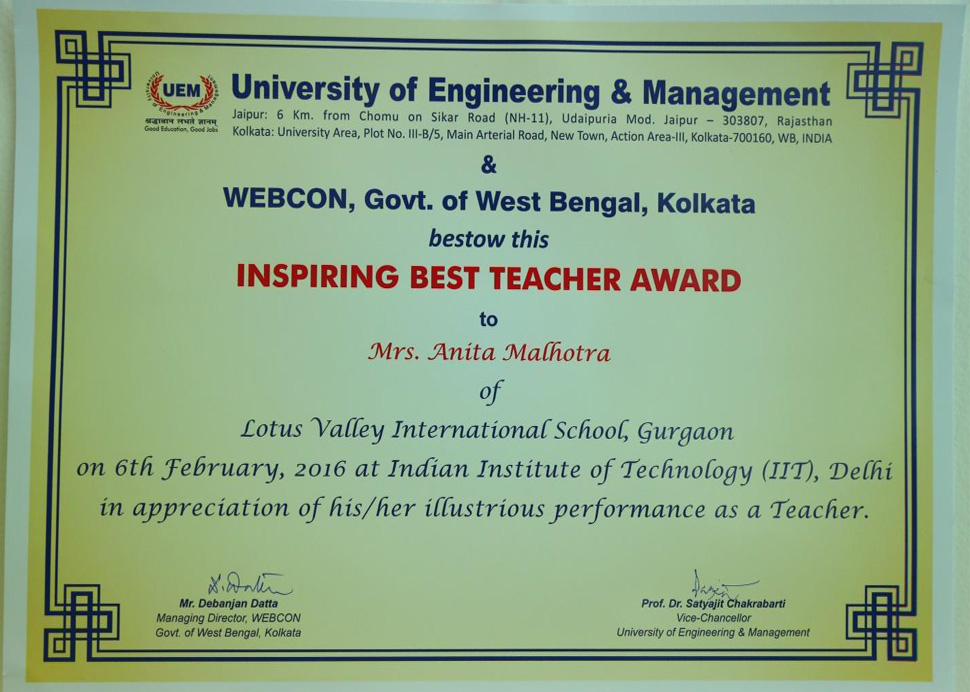 UEM
University of Engineering & Management
श्रद्धावान लभते ज्ञानम्
Good Education, Good Jobs
University of Engineering & Management
Jaipur: 6 Km. from Chomu on Sikar Road (NH-11), Udaipuria Mod. Jaipur – 303807, Rajasthan
Kolkata: University Area, Plot No. III-B/5, Main Arterial Road, New Town, Action Area-III, Kolkata-700160, WB, INDIA
&
WEBCON, Govt. of West Bengal, Kolkata
bestow this
INSPIRING BEST TEACHER AWARD
to
Mrs. Anita Malhotra
of
Lotus Valley International School, Gurgaon
on 6th February, 2016 at Indian Institute of Technology (IIT), Delhi
in appreciation of his/her illustrious performance as a Teacher.
Mr. Debanjan Datta
Managing Director, WEBCON
Govt. of West Bengal, Kolkata
Prof. Dr. Satyajit Chakrabarti
Vice-Chancellor
University of Engineering & Management